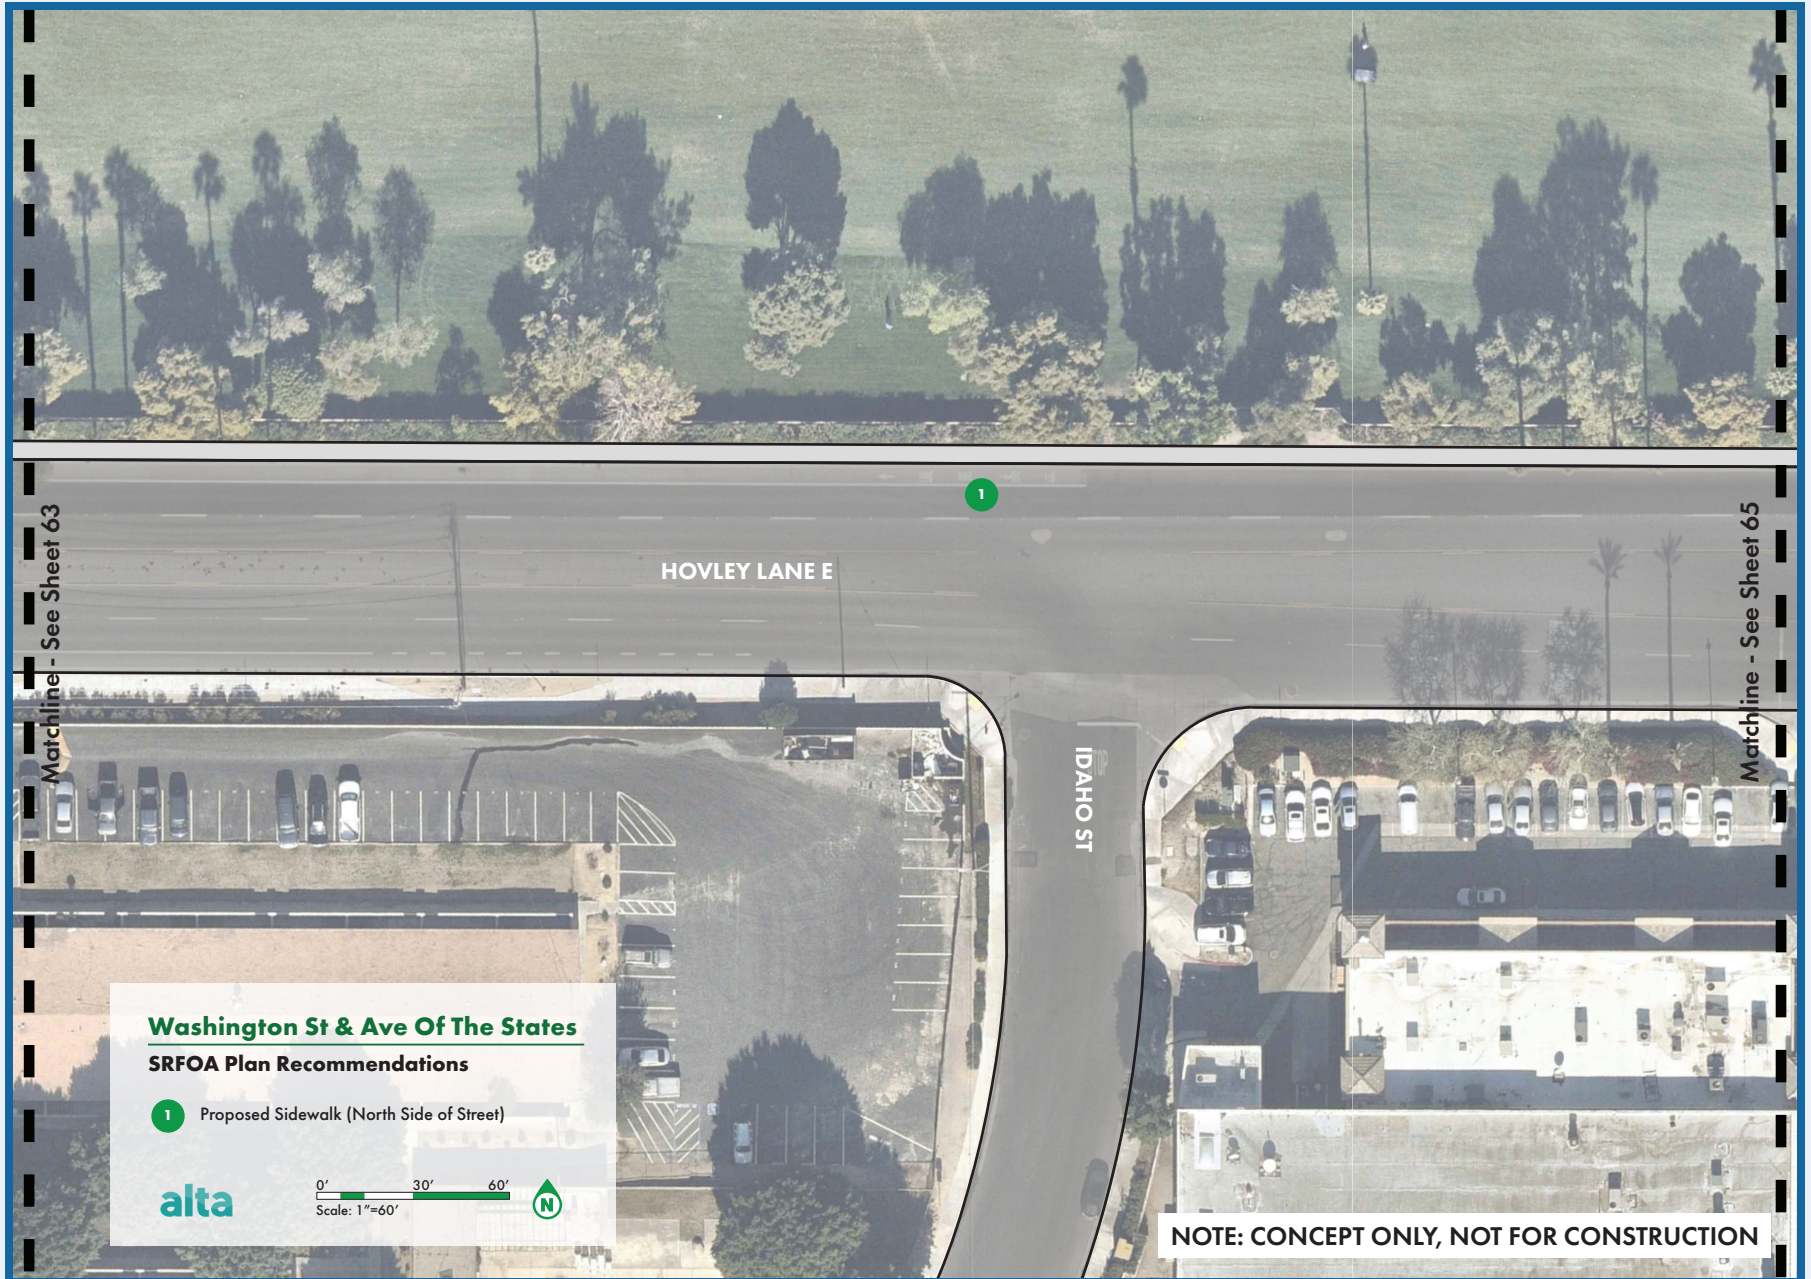 Matchline - See Sheet 63
Matchline - See Sheet 65
1
HOVLEY LANE E
IDAHO ST
Washington St & Ave Of The States
SRFOA Plan Recommendations
1 Proposed Sidewalk (North Side of Street)
alta
0' 30' 60'
Scale: 1"=60'
N
NOTE: CONCEPT ONLY, NOT FOR CONSTRUCTION